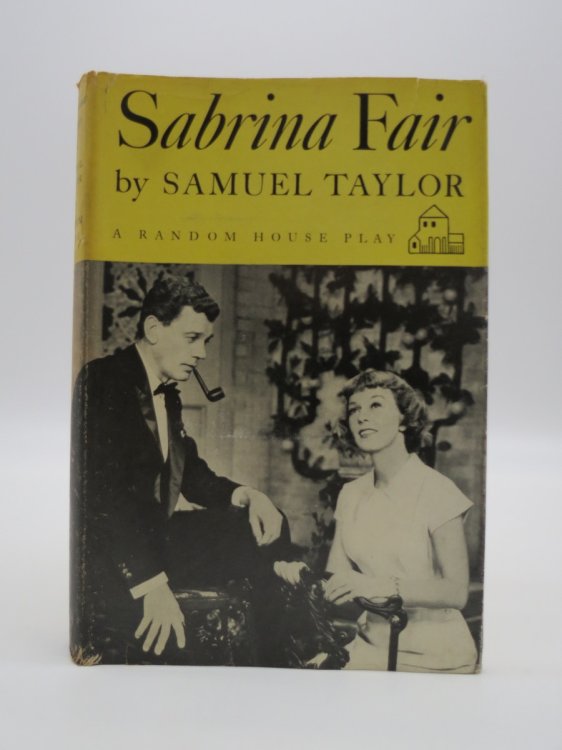 Sabrina Fair
by SAMUEL TAYLOR
A RANDOM HOUSE PLAY